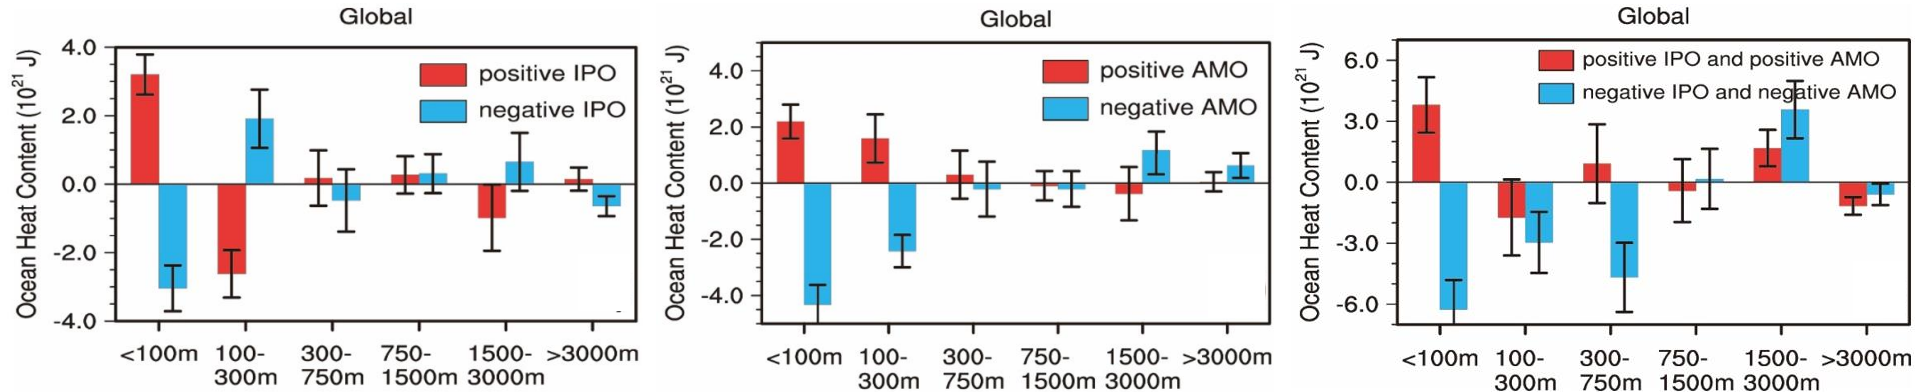 Global
Ocean Heat Content (10²¹ J)
4.0
2.0
0.0
-2.0
-4.0
positive IPO
negative IPO
<100m
100-
300m
300-
750m
750-
1500m
1500-
3000m
>3000m
Global
Ocean Heat Content (10²¹ J)
4.0
2.0
0.0
-2.0
-4.0
positive AMO
negative AMO
<100m
100-
300m
300-
750m
750-
1500m
1500-
3000m
>3000m
Global
Ocean Heat Content (10²¹ J)
6.0
3.0
0.0
-3.0
-6.0
positive IPO and positive AMO
negative IPO and negative AMO
<100m
100-
300m
300-
750m
750-
1500m
1500-
3000m
>3000m